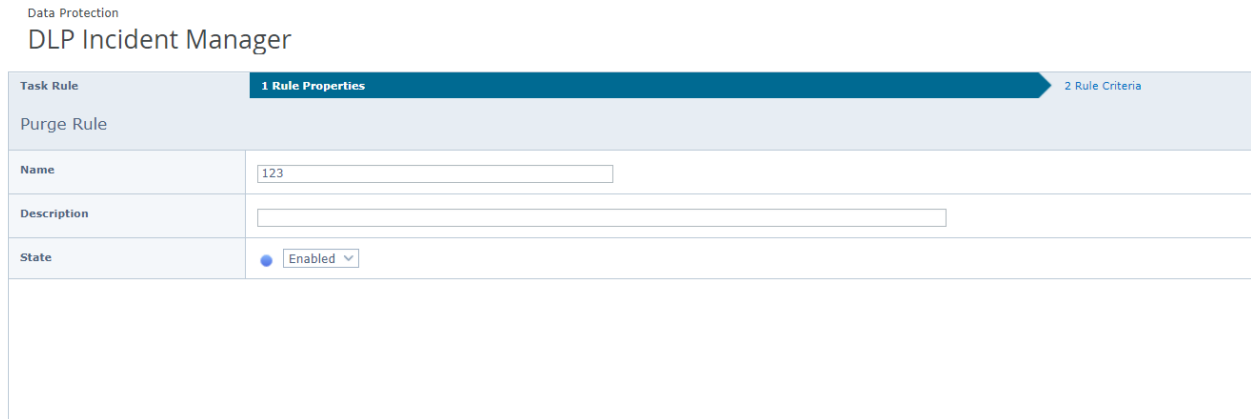 Data Protection
DLP Incident Manager
Task Rule 1 Rule Properties 2 Rule Criteria
Purge Rule
Name 123
Description
State Enabled